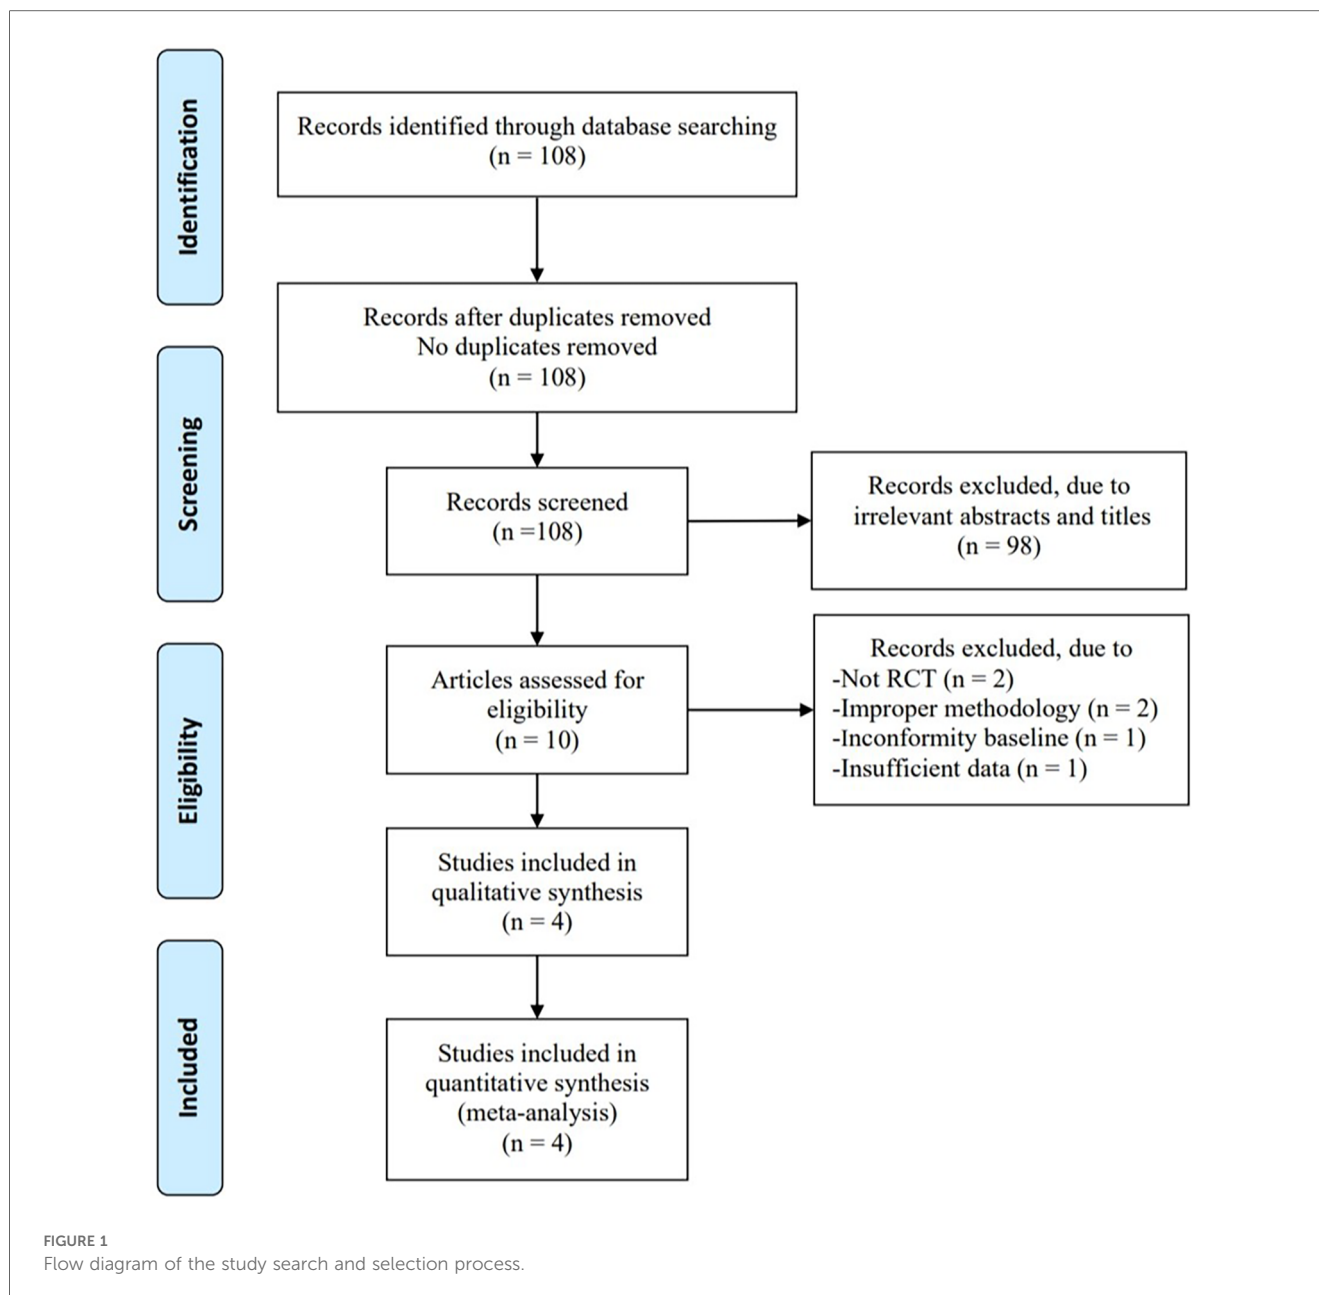 Identification
Records identified through database searching
(n = 108)
Records after duplicates removed
No duplicates removed
(n = 108)
Screening
Records screened
(n =108)
Records excluded, due to
irrelevant abstracts and titles
(n = 98)
Eligibility
Articles assessed for
eligibility
(n = 10)
Records excluded, due to
-Not RCT (n = 2)
-Improper methodology (n = 2)
-Inconformity baseline (n = 1)
-Insufficient data (n = 1)
Studies included in
qualitative synthesis
(n = 4)
Included
Studies included in
quantitative synthesis
(meta-analysis)
(n = 4)
FIGURE 1
Flow diagram of the study search and selection process.